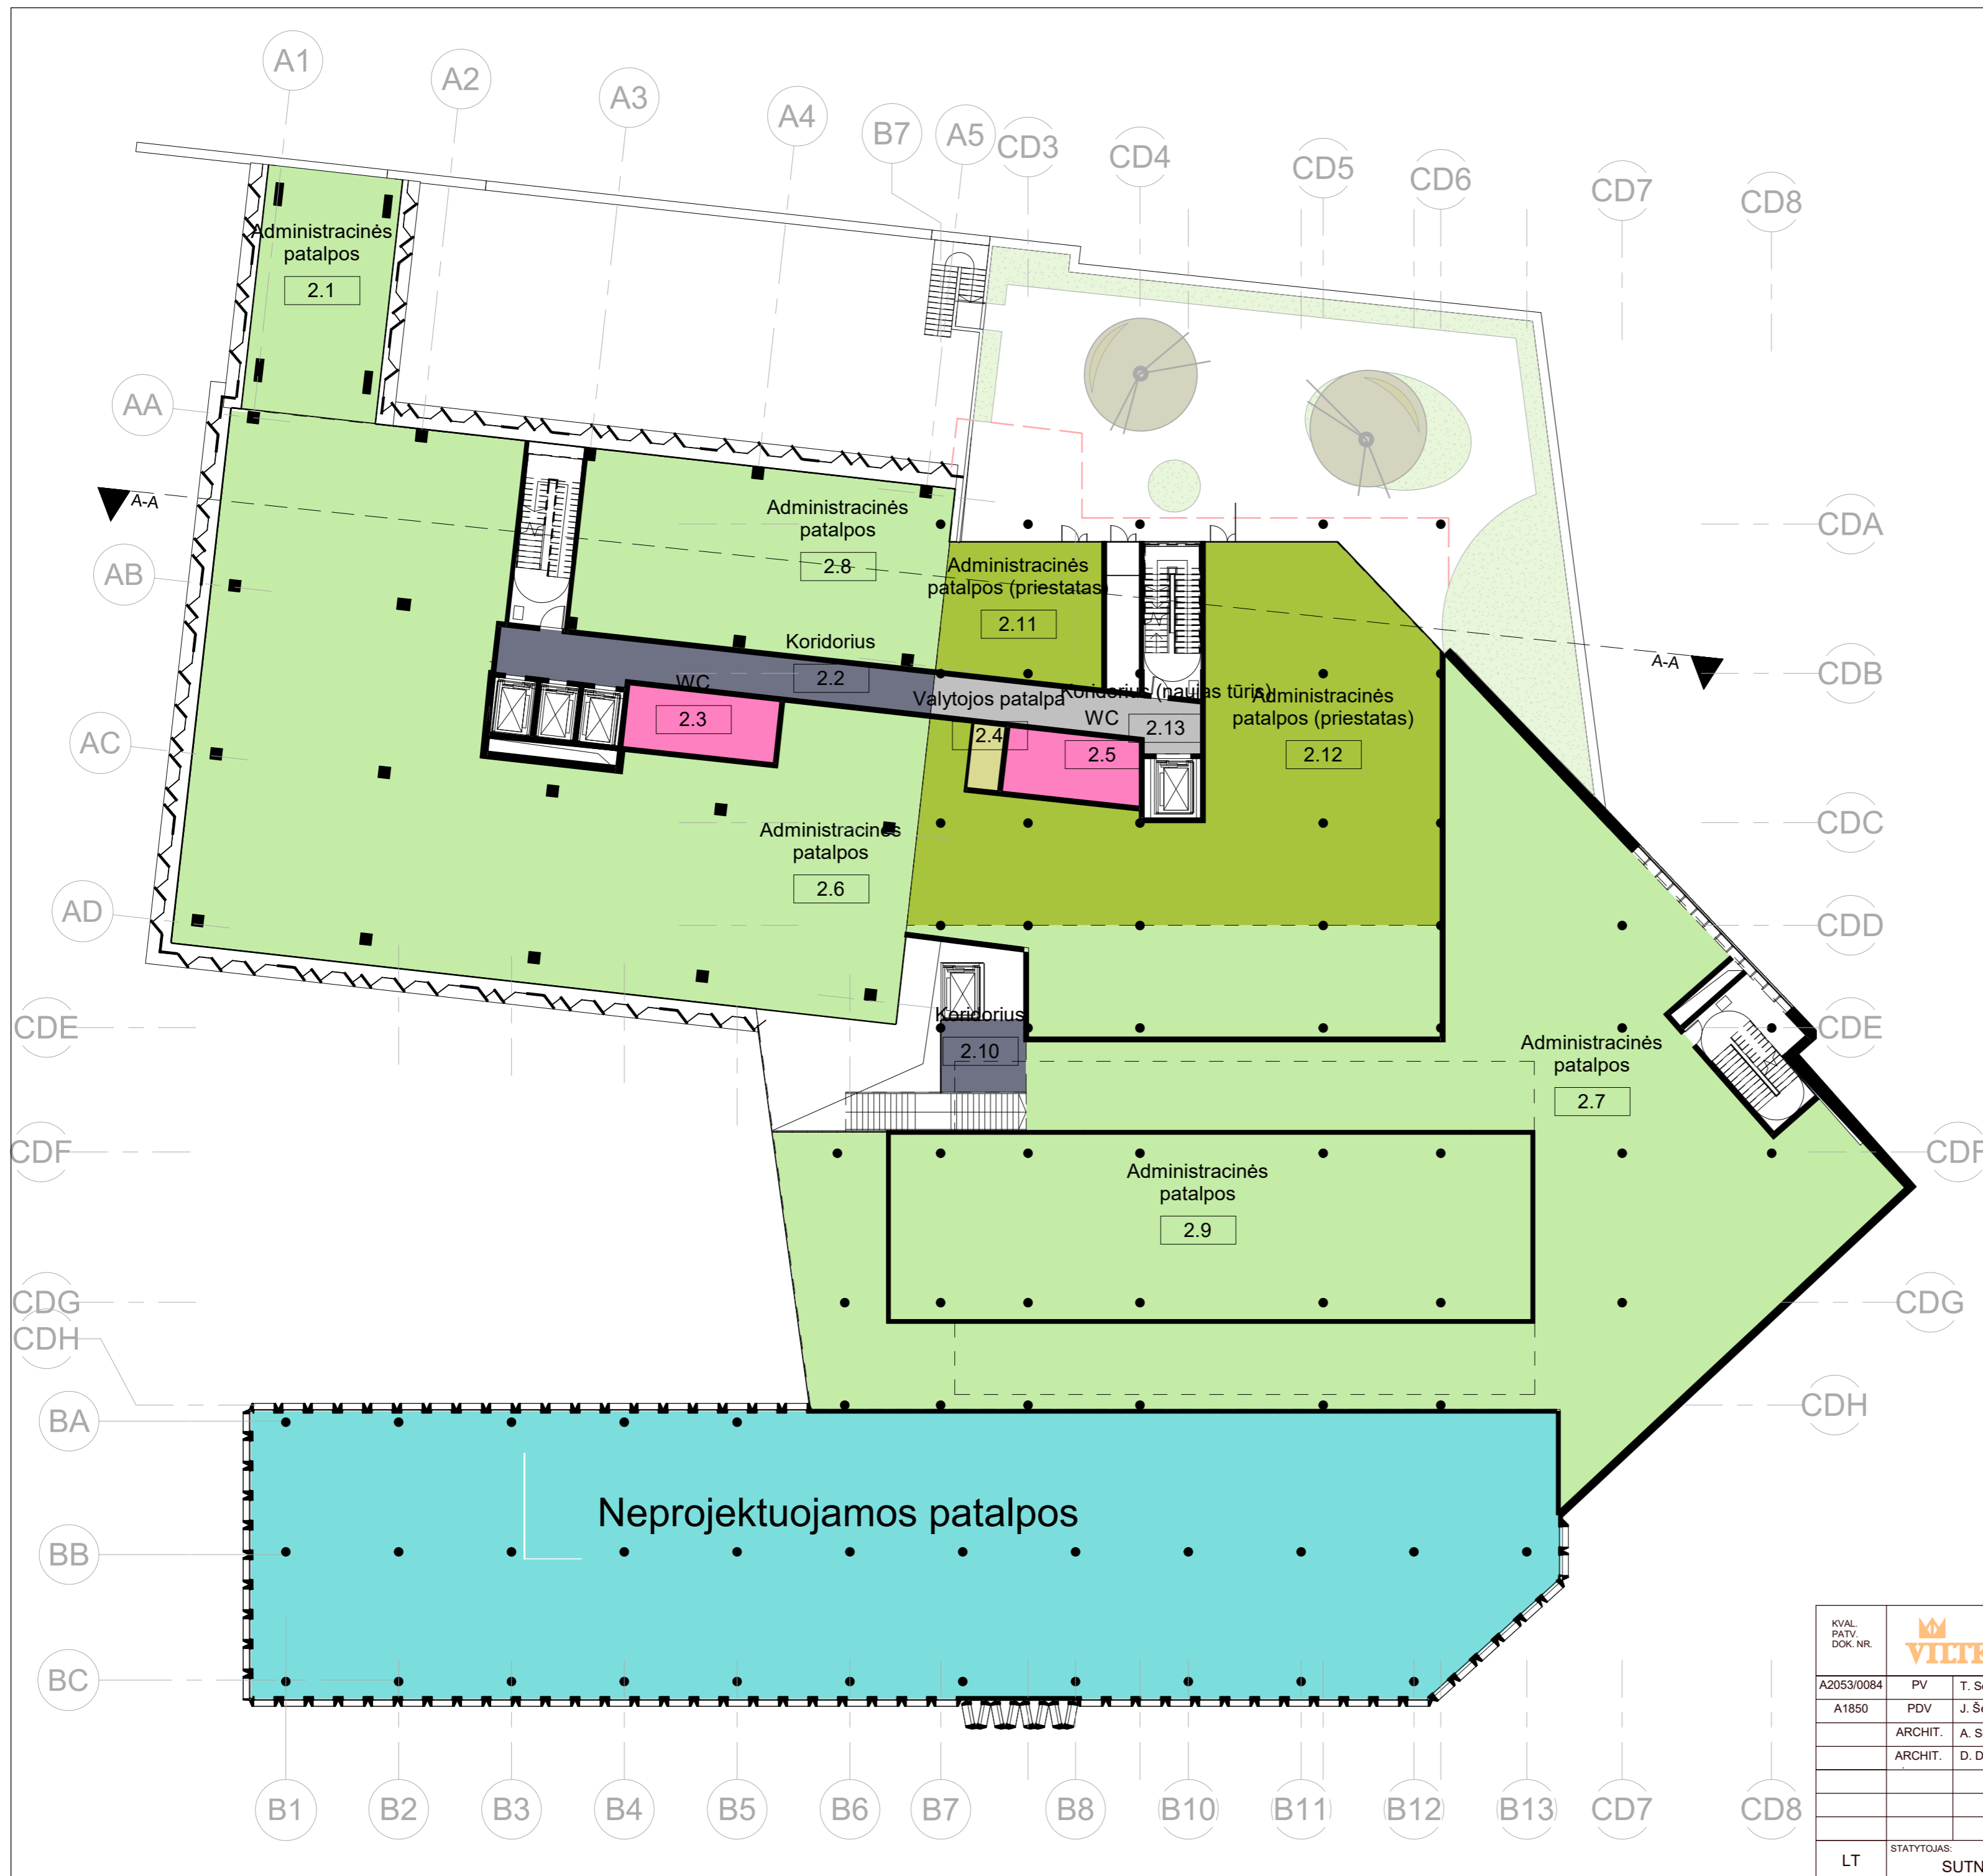 A1
A2
A3
A4
B7
A5
CD3
CD4
CD5
CD6
CD7
CD8
Administracinės
patalpos
2.1
AA
A-A
Administracinės
patalpos
2.8
CDA
AB
Administracinės
patalpos (priestatas)
2.11
Koridorius
2.2
A-A
CDB
WC
2.3
Valytojos patalpa
2.4
Koridorius (naujas tūris)
WC
2.13
2.5
Administracinės
patalpos (priestatas)
2.12
AC
CDC
Administracinės
patalpos
2.6
AD
CDD
CDE
Koridorius
2.10
Administracinės
patalpos
2.7
CDE
CDF
Administracinės
patalpos
2.9
CDF
CDG
CDG
CDH
CDH
BA
Neprojektuojamos patalpos
BB
BC
B1
B2
B3
B4
B5
B6
B7
B8
B10
B11
B12
B13
CD7
CD8
KVAL.
PATV.
DOK. NR.
A2053/0084 PV T.
A1850 PDV J.
ARCHIT. A.
ARCHIT. D.
LT
STATYTOJAS: